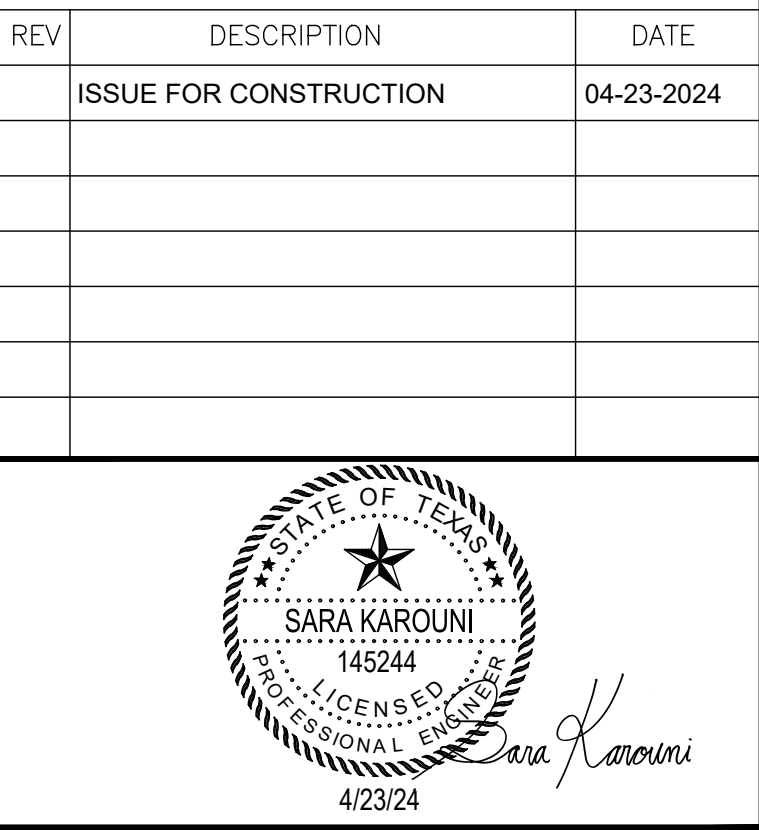 REV DESCRIPTION DATE
ISSUE FOR CONSTRUCTION 04-23-2024
STATE OF TEXAS
SARA KAROUNI
145244
LICENSED
PROFESSIONAL ENGINEER
Sara Karouni
4/23/24